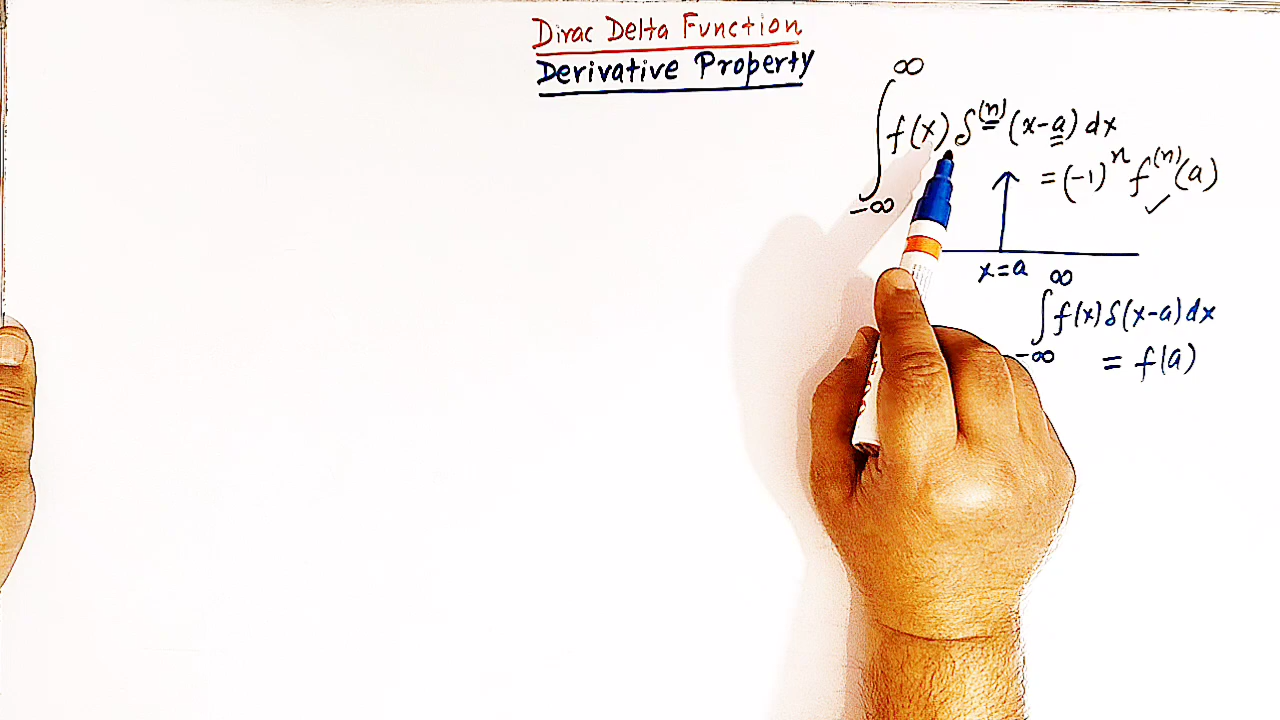 Dirac Delta Function
Derivative Property
∫_{-∞}^{∞} f(x) δ^{(n)} (x-a) dx
= (-1)^n f^{(n)}(a) ✓
x=a
∫_{-∞}^{∞} f(x) δ(x-a) dx
= f(a)